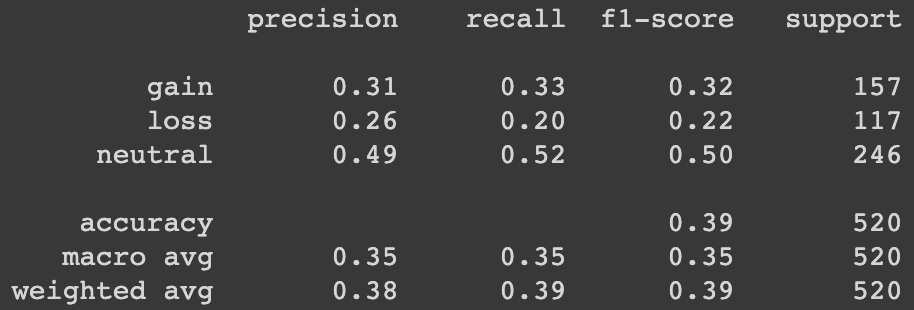 precision recall f1-score support
gain 0.31 0.33 0.32 157
loss 0.26 0.20 0.22 117
neutral 0.49 0.52 0.50 246
accuracy 0.39 520
macro avg 0.35 0.35 0.35 520
weighted avg 0.38 0.39 0.39 520